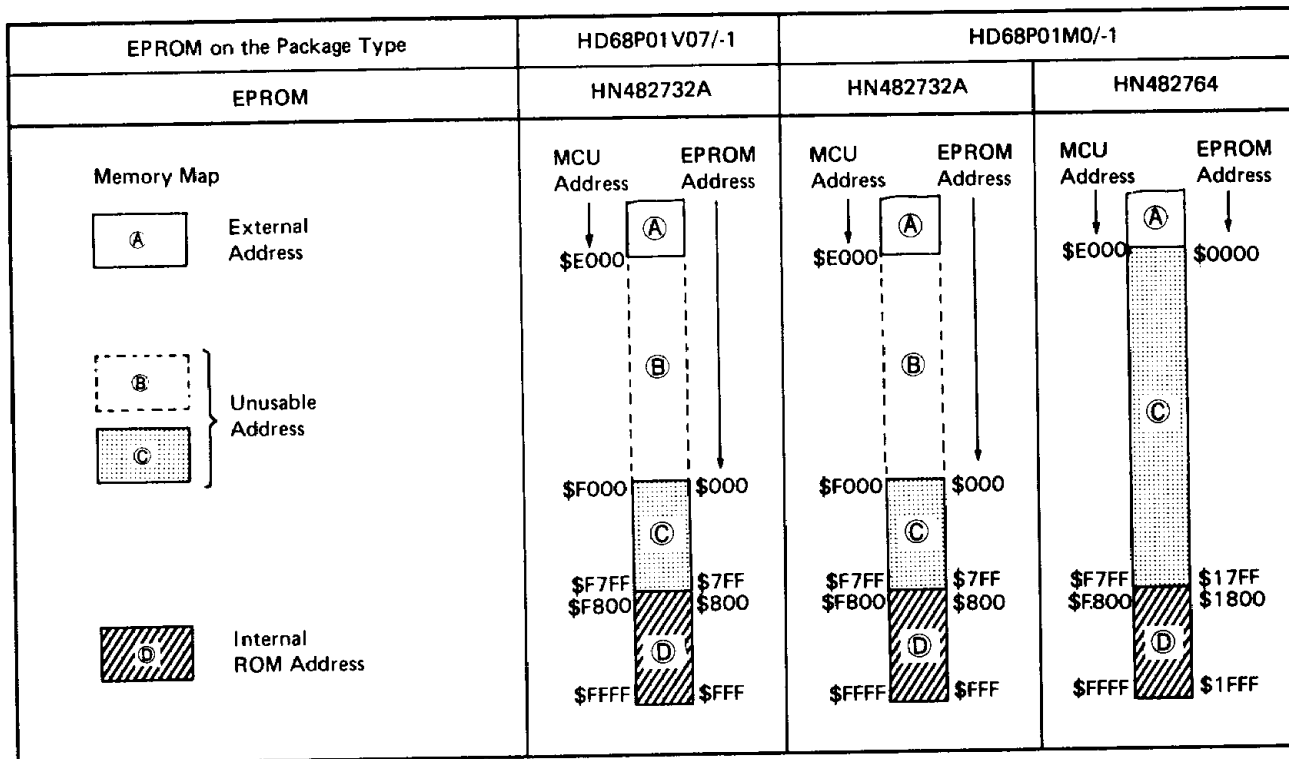 EPROM on the Package Type
HD68P01V07/-1
HD68P01M0/-1
EPROM
HN482732A
HN482732A
HN482764
Memory Map
Ⓐ
External
Address
Ⓑ
Ⓒ
Unusable
Address
Ⓓ
Internal
ROM Address
MCU
Address
EPROM
Address
Ⓐ
$E000
Ⓑ
$F000 $000
Ⓒ
$F7FF $7FF
$F800 $800
Ⓓ
$FFFF $FFF
MCU
Address
EPROM
Address
Ⓐ
$E000
Ⓑ
$F000 $000
Ⓒ
$F7FF $7FF
$F800 $800
Ⓓ
$FFFF $FFF
MCU
Address
EPROM
Address
Ⓐ
$E000 $0000
Ⓒ
$F7FF $17FF
$F800 $1800
Ⓓ
$FFFF $1FFF